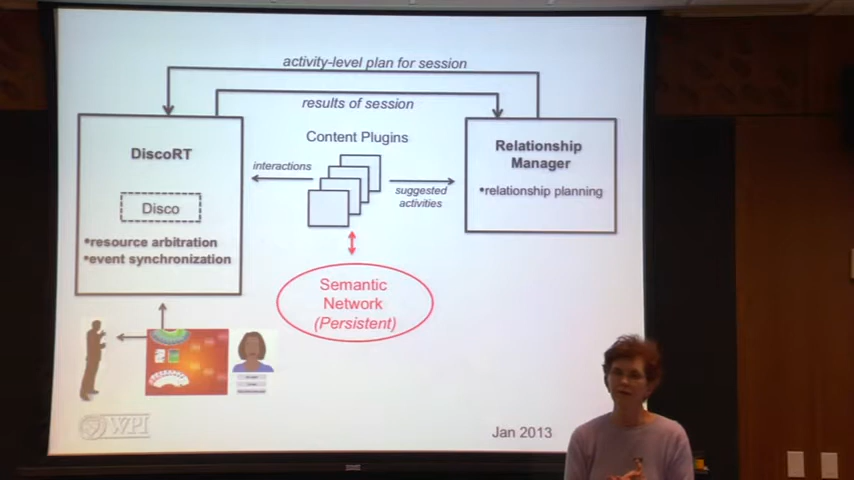 activity-level plan for session
results of session
Content Plugins
DiscoRT
Disco
▪resource arbitration
▪event synchronization
interactions
suggested
activities
Relationship
Manager
▪relationship planning
Semantic
Network
(Persistent)
WPI
Jan 2013